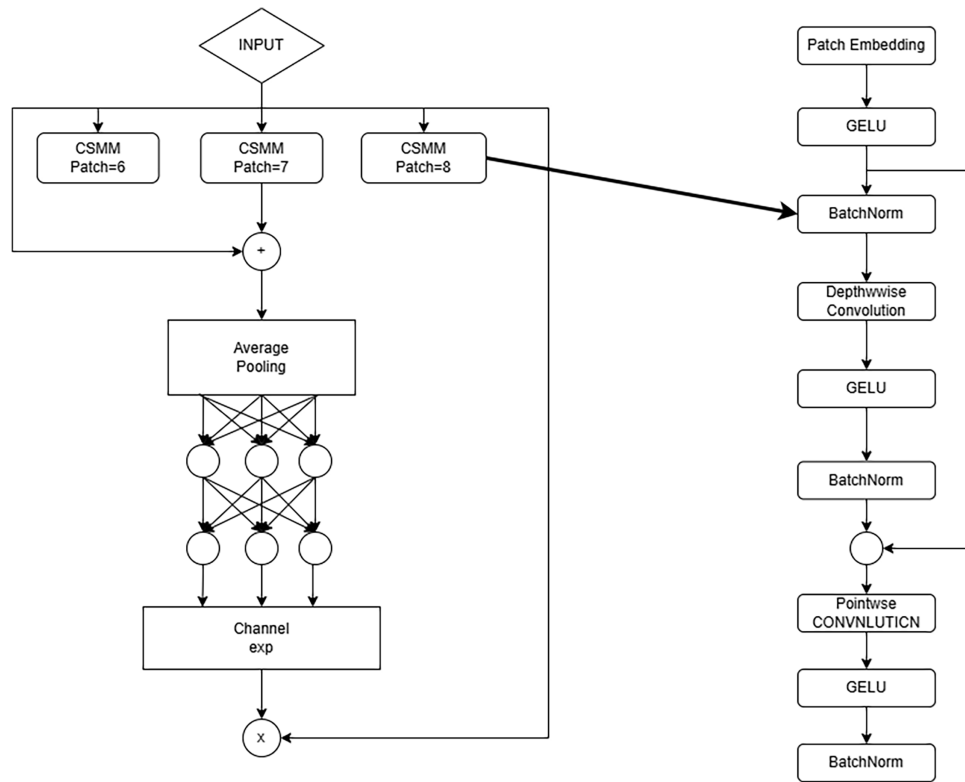 INPUT
CSMM
Patch=6
CSMM
Patch=7
CSMM
Patch=8
+
Average
Pooling
Channel
exp
X
Patch Embedding
GELU
BatchNorm
Depthwwise
Convolution
GELU
BatchNorm
Pointwse
CONVNLUTICN
GELU
BatchNorm